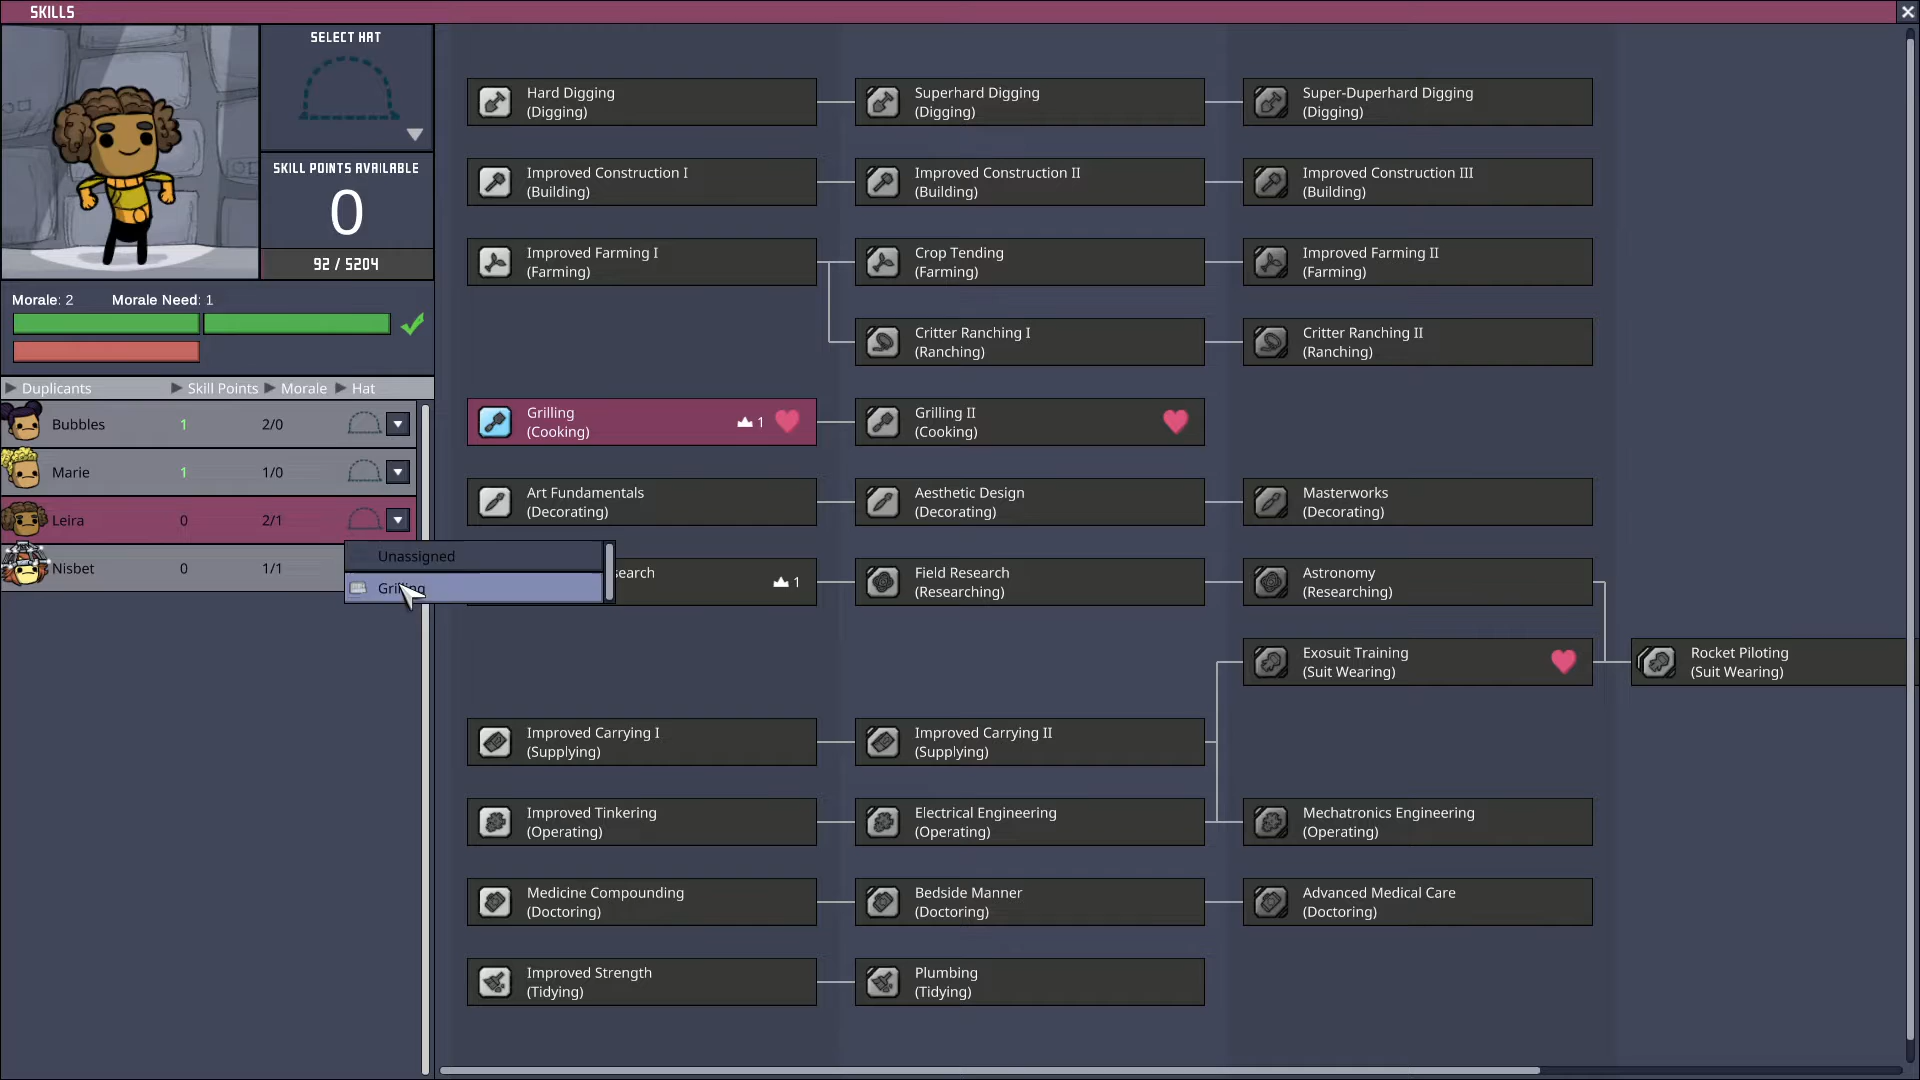 SKILLS
SELECT HAT
SKILL POINTS AVAILABLE
0
92 / 5204
Morale: 2 Morale Need: 1
Duplicants Skill Points Morale Hat
Bubbles 1 2/0
Marie 1 1/0
Leira 0 2/1
Nisbet 0 1/1
Unassigned
Grilling
Hard Digging
(Digging)
Superhard Digging
(Digging)
Super-Duperhard Digging
(Digging)
Improved Construction I
(Building)
Improved Construction II
(Building)
Improved Construction III
(Building)
Improved Farming I
(Farming)
Crop Tending
(Farming)
Improved Farming II
(Farming)
Critter Ranching I
(Ranching)
Critter Ranching II
(Ranching)
Grilling
(Cooking)
1
Grilling II
(Cooking)
Art Fundamentals
(Decorating)
Aesthetic Design
(Decorating)
Masterworks
(Decorating)
search
1
Field Research
(Researching)
Astronomy
(Researching)
Exosuit Training
(Suit Wearing)
Rocket Piloting
(Suit Wearing)
Improved Carrying I
(Supplying)
Improved Carrying II
(Supplying)
Improved Tinkering
(Operating)
Electrical Engineering
(Operating)
Mechatronics Engineering
(Operating)
Medicine Compounding
(Doctoring)
Bedside Manner
(Doctoring)
Advanced Medical Care
(Doctoring)
Improved Strength
(Tidying)
Plumbing
(Tidying)